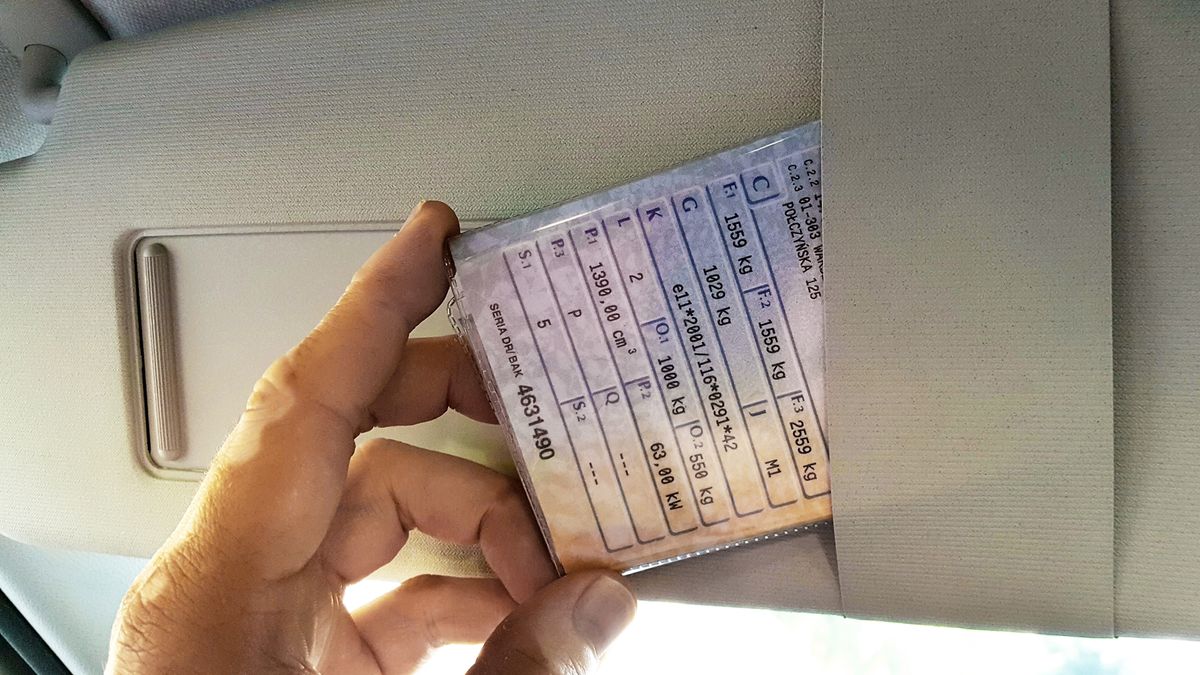 C.2.2
C.2.3 01-303
POŁCZYŃSKA 125
C
F.1 1559 kg F.2 1559 kg F.3 2559 kg
G 1029 kg J M1
K e11*2001/116*0291*42
L 2 O.1 1000 kg O.2 550 kg
P.1 1390,00 cm³ P.2 63,00 kW
P.3 P Q ---
S.1 5 S.2 ---
SERIA DR/BAK 4631490